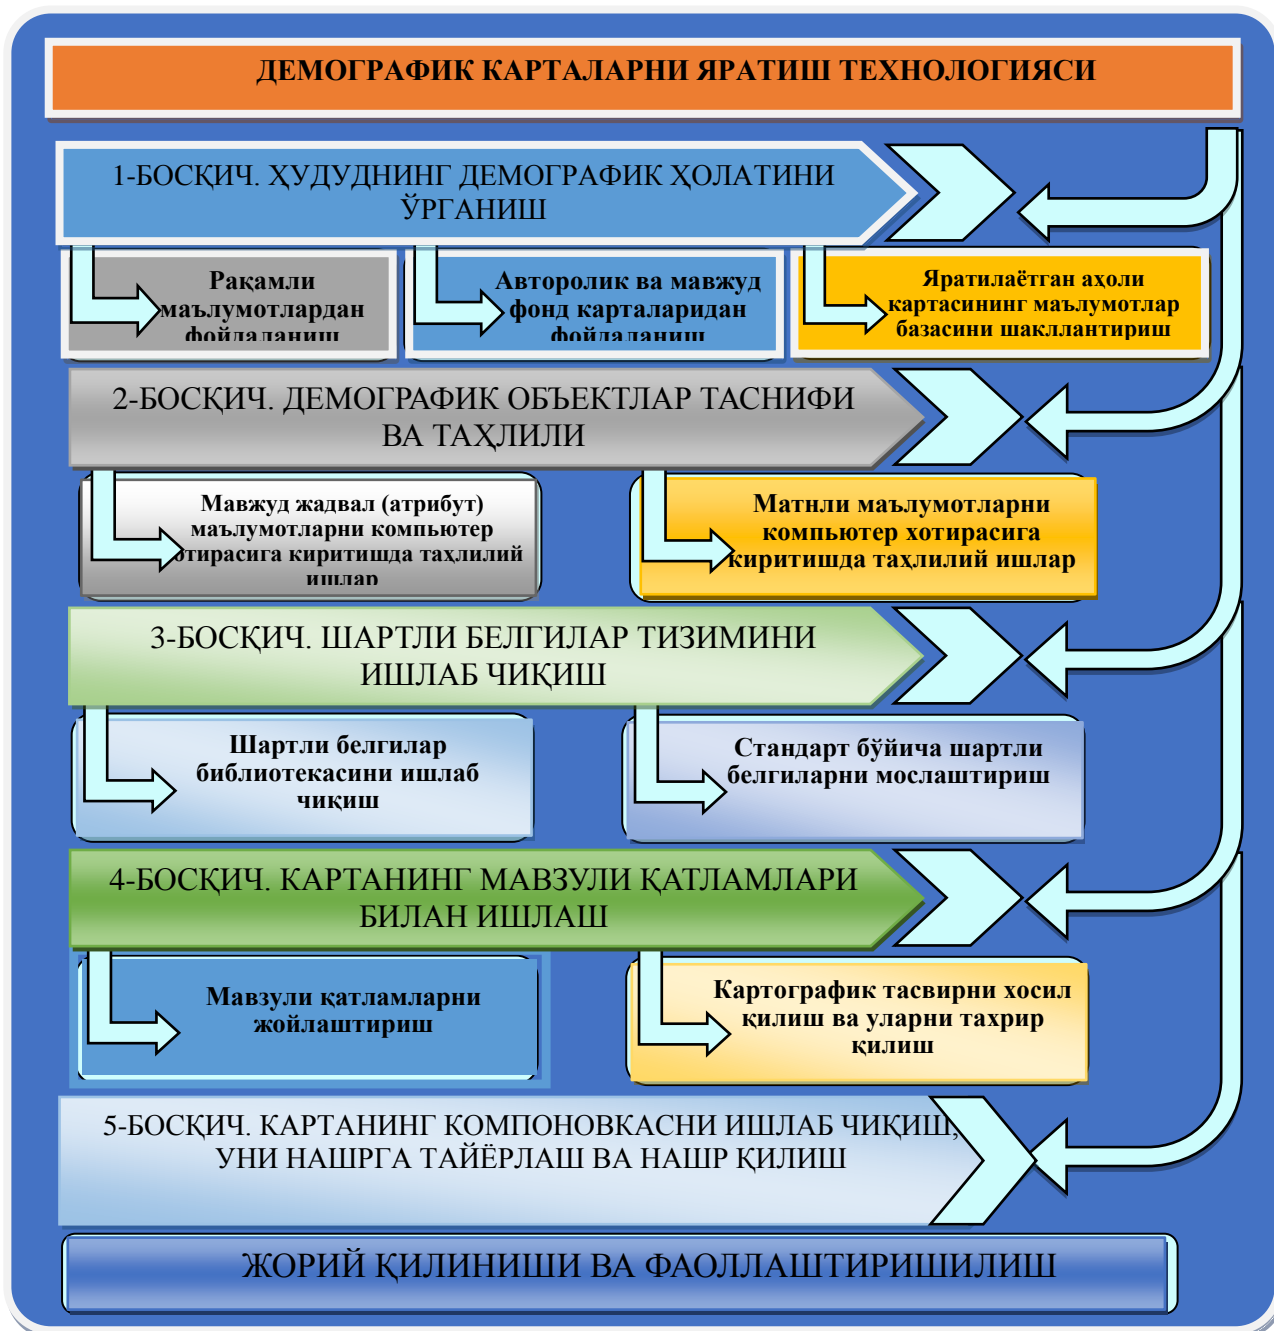 ДЕМОГРАФИК КАРТАЛАРНИ ЯРАТИШ ТЕХНОЛОГИЯСИ
1-БОСҚИЧ. ҲУДУДНИНГ ДЕМОГРАФИК ҲОЛАТИНИ
ЎРГАНИШ
Рақамли
маълумотлардан
фойдаланиш
Авторолик ва мавжуд
фонд карталаридан
фойдаланиш
Яратилаётган аҳоли
картасининг маълумотлар
базасини шакллантириш
2-БОСҚИЧ. ДЕМОГРАФИК ОБЪЕКТЛАР ТАСНИФИ
ВА ТАҲЛИЛИ
Мавжуд жадвал (атрибут)
маълумотларни компьютер
хотирасига киритишда таҳлилий
ишлар
Матнли маълумотларни
компьютер хотирасига
киритишда таҳлилий ишлар
3-БОСҚИЧ. ШАРТЛИ БЕЛГИЛАР ТИЗИМИНИ
ИШЛАБ ЧИҚИШ
Шартли белгилар
библиотекасини ишлаб
чиқиш
Стандарт бўйича шартли
белгиларни мослаштириш
4-БОСҚИЧ. КАРТАНИНГ МАВЗУЛИ ҚАТЛАМЛАРИ
БИЛАН ИШЛАШ
Мавзули қатламларни
жойлаштириш
Картографик тасвирни хосил
қилиш ва уларни тахрир
қилиш
5-БОСҚИЧ. КАРТАНИНГ КОМПОНОВКАСНИ ИШЛАБ ЧИҚИШ,
УНИ НАШРГА ТАЙЁРЛАШ ВА НАШР ҚИЛИШ
ЖОРИЙ ҚИЛИНИШИ ВА ФАОЛЛАШТИРИШИЛИШ